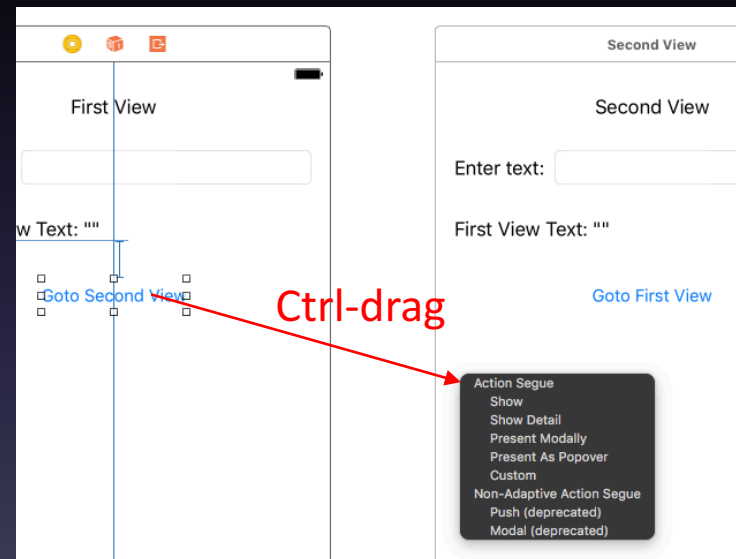 First View
w Text: ""
Goto Second View
Ctrl-drag
Second View
Second View
Enter text:
First View Text: ""
Goto First View
Action Segue
Show
Show Detail
Present Modally
Present As Popover
Custom
Non-Adaptive Action Segue
Push (deprecated)
Modal (deprecated)